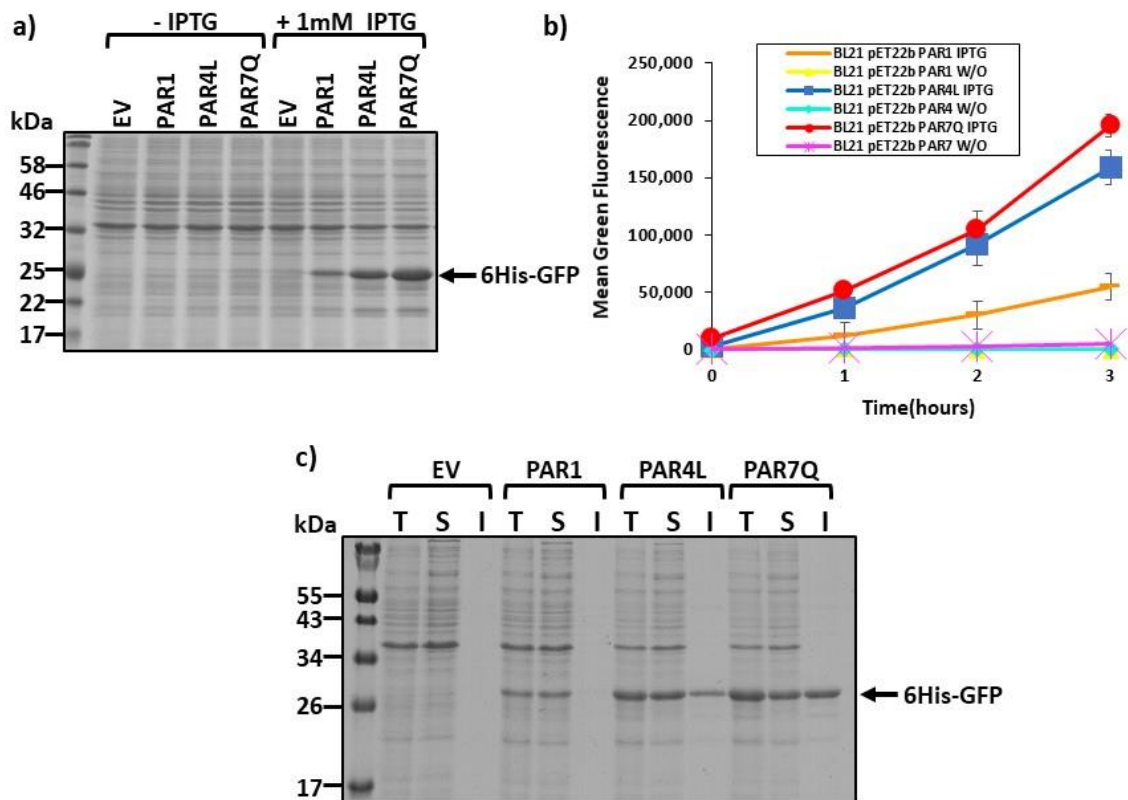 a)
- IPTG
+ 1mM IPTG
EV PAR1 PAR4L PAR7Q EV PAR1 PAR4L PAR7Q
kDa
58
46
32
25
22
17
6His-GFP
b)
BL21 pET22b PAR1 IPTG
BL21 pET22b PAR1 W/O
BL21 pET22b PAR4L IPTG
BL21 pET22b PAR4 W/O
BL21 pET22b PAR7Q IPTG
BL21 pET22b PAR7 W/O
Mean Green Fluorescence
250,000
200,000
150,000
100,000
50,000
0
0 1 2 3
Time(hours)
c)
EV PAR1 PAR4L PAR7Q
kDa T S I T S I T S I T S I
55
43
34
26
17
6His-GFP